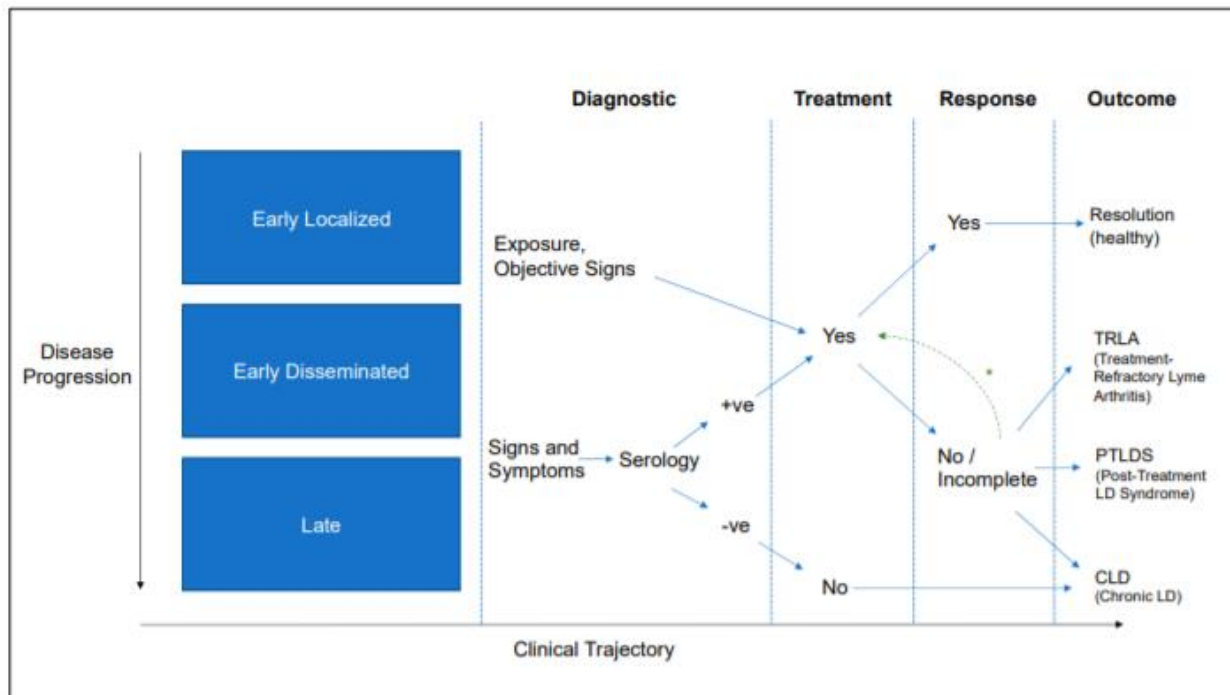 Diagnostic
Treatment
Response
Outcome
Early Localized
Exposure,
Objective Signs
Yes
Resolution
(healthy)
Disease
Progression
Early Disseminated
Yes
TRLA
(Treatment-
Refractory Lyme
Arthritis)
+ve
Signs and
Symptoms
Serology
No /
Incomplete
PTLDS
(Post-Treatment
LD Syndrome)
Late
-ve
No
CLD
(Chronic LD)
Clinical Trajectory